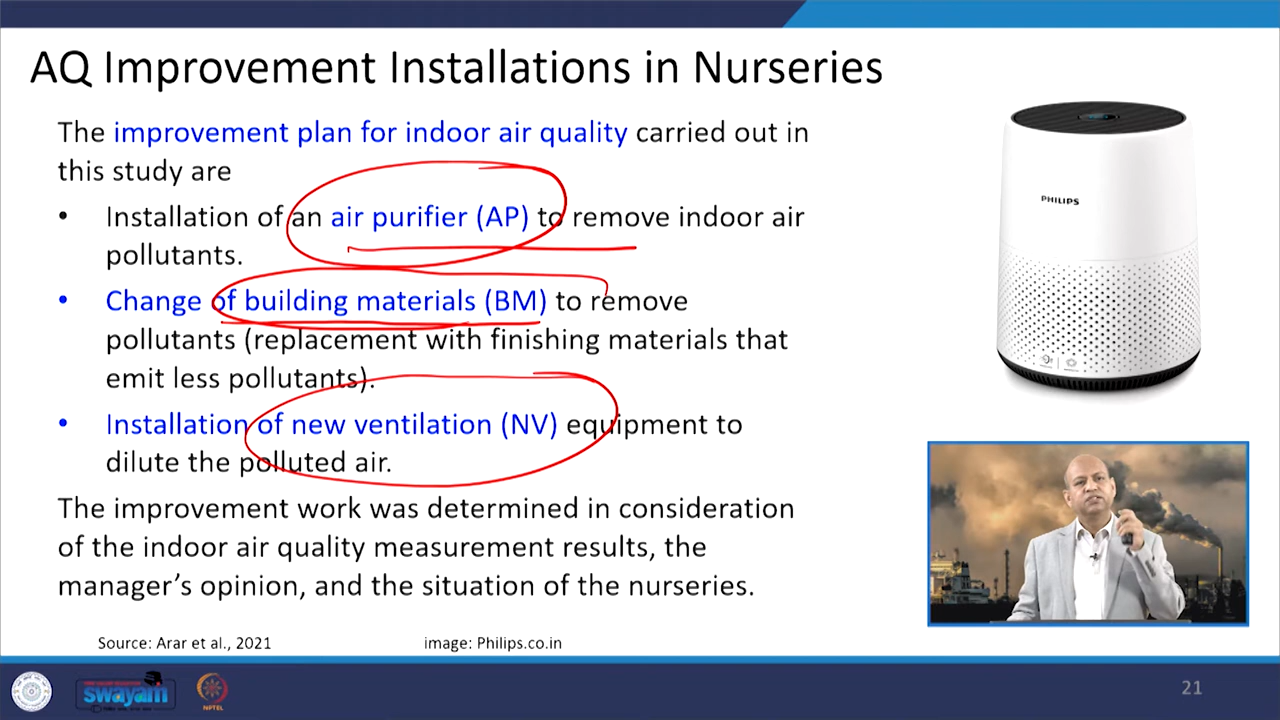 AQ Improvement Installations in Nurseries
The improvement plan for indoor air quality carried out in
this study are
• Installation of an air purifier (AP) to remove indoor air
pollutants.
• Change of building materials (BM) to remove
pollutants (replacement with finishing materials that
emit less pollutants).
• Installation of new ventilation (NV) equipment to
dilute the polluted air.
The improvement work was determined in consideration
of the indoor air quality measurement results, the
manager’s opinion, and the situation of the nurseries.
PHILIPS
Source: Arar et al., 2021 image: Philips.co.in
swayam
NPTEL
21